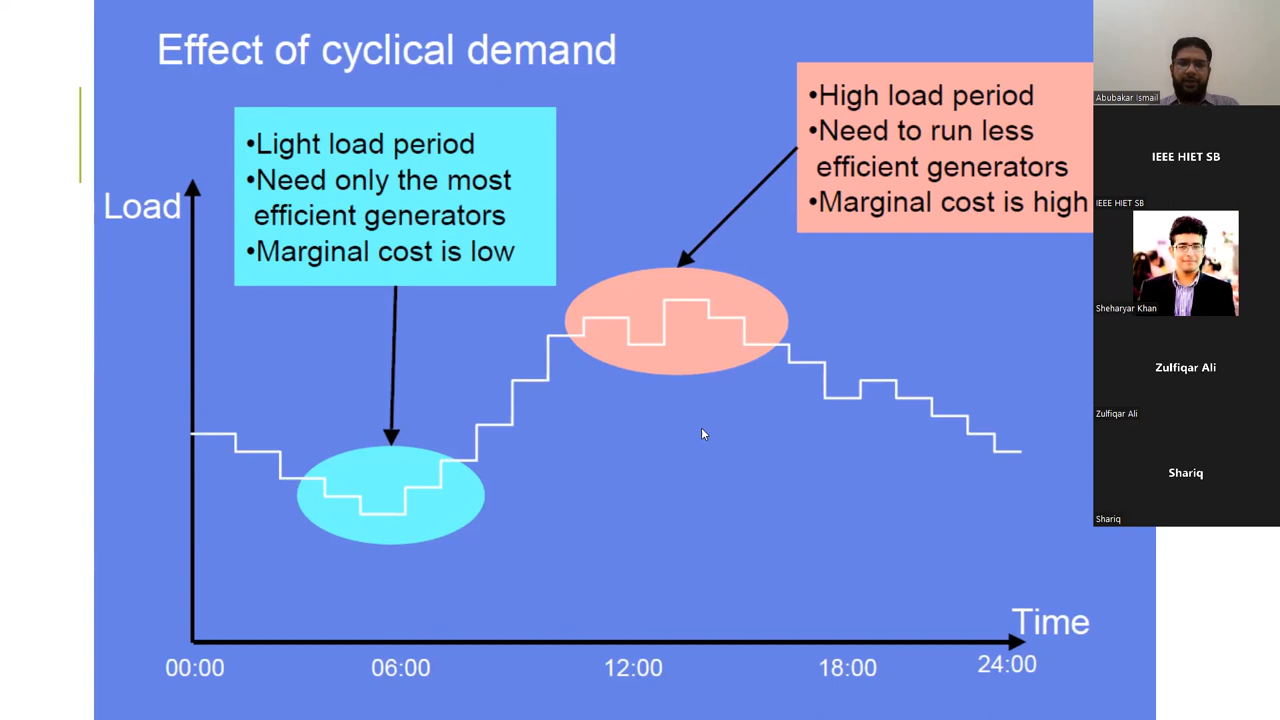 Effect of cyclical demand
•Light load period
•Need only the most
efficient generators
•Marginal cost is low
•High load period
•Need to run less
efficient generators
•Marginal cost is high
Load
Time
00:00
06:00
12:00
18:00
24:00
Abubakar Ismail
IEEE HIET SB
IEEE HIET SB
Sheharyar Khan
Zulfiqar Ali
Zulfiqar Ali
Shariq
Shariq